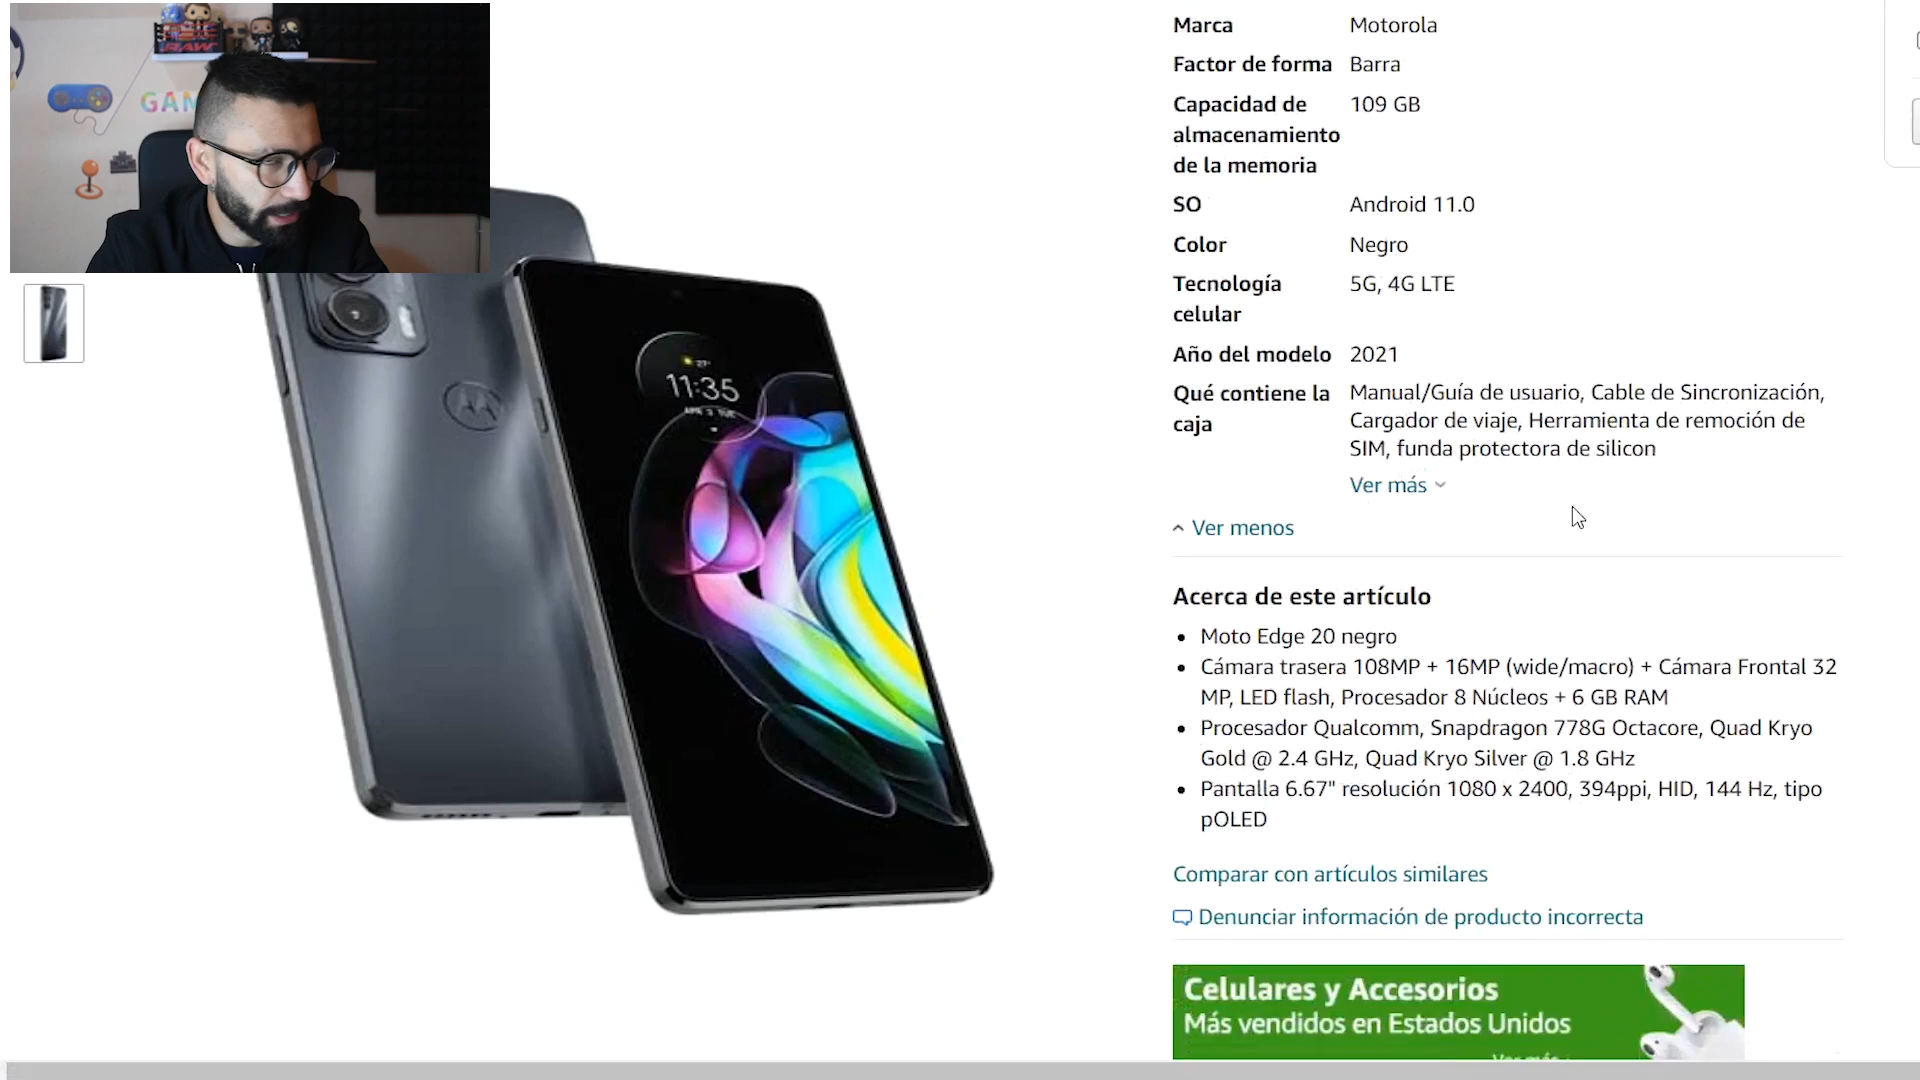 RAW
GAM
11:35
Marca Motorola
Factor de forma Barra
Capacidad de 109 GB
almacenamiento
de la memoria
SO Android 11.0
Color Negro
Tecnología 5G, 4G LTE
celular
Año del modelo 2021
Qué contiene la Manual/Guía de usuario, Cable de Sincronización,
caja Cargador de viaje, Herramienta de remoción de
SIM, funda protectora de silicon
Ver más
Ver menos
Acerca de este artículo
• Moto Edge 20 negro
• Cámara trasera 108MP + 16MP (wide/macro) + Cámara Frontal 32
MP, LED flash, Procesador 8 Núcleos + 6 GB RAM
• Procesador Qualcomm, Snapdragon 778G Octacore, Quad Kryo
Gold @ 2.4 GHz, Quad Kryo Silver @ 1.8 GHz
• Pantalla 6.67" resolución 1080 x 2400, 394ppi, HID, 144 Hz, tipo
pOLED
Comparar con artículos similares
Denunciar información de producto incorrecta
Celulares y Accesorios
Más vendidos en Estados Unidos
Ver más